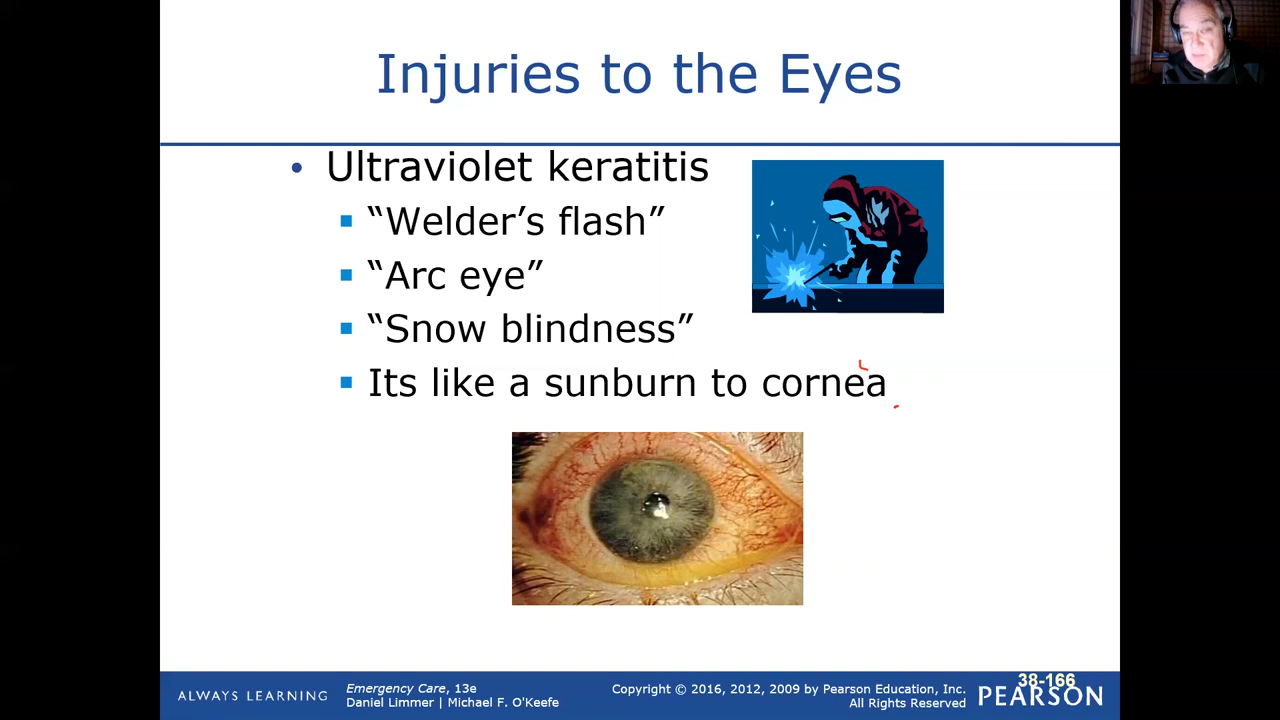 Injuries to the Eyes
• Ultraviolet keratitis
▪ “Welder’s flash”
▪ “Arc eye”
▪ “Snow blindness”
▪ Its like a sunburn to cornea
ALWAYS LEARNING
Emergency Care, 13e
Daniel Limmer | Michael F. O'Keefe
Copyright © 2016, 2012, 2009 by Pearson Education, Inc.
All Rights Reserved
38-166
PEARSON